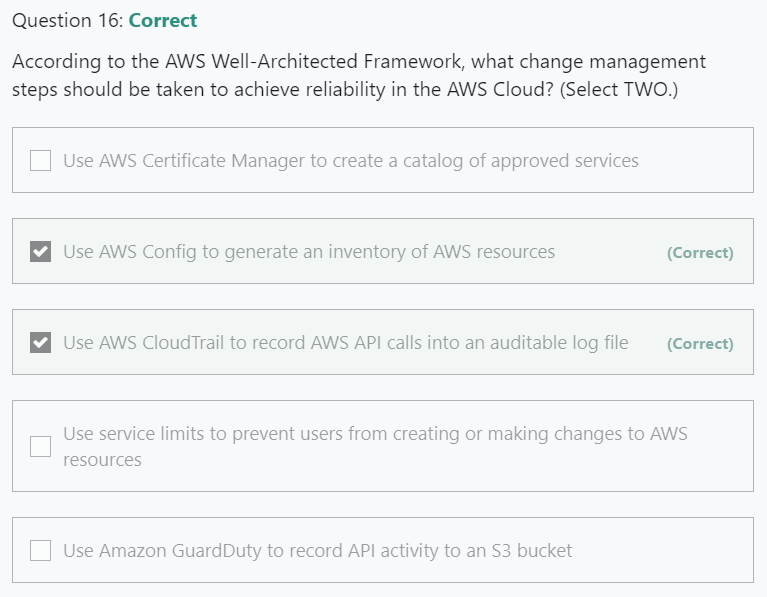 Question 16: Correct
According to the AWS Well-Architected Framework, what change management
steps should be taken to achieve reliability in the AWS Cloud? (Select TWO.)
Use AWS Certificate Manager to create a catalog of approved services
Use AWS Config to generate an inventory of AWS resources (Correct)
Use AWS CloudTrail to record AWS API calls into an auditable log file (Correct)
Use service limits to prevent users from creating or making changes to AWS
resources
Use Amazon GuardDuty to record API activity to an S3 bucket